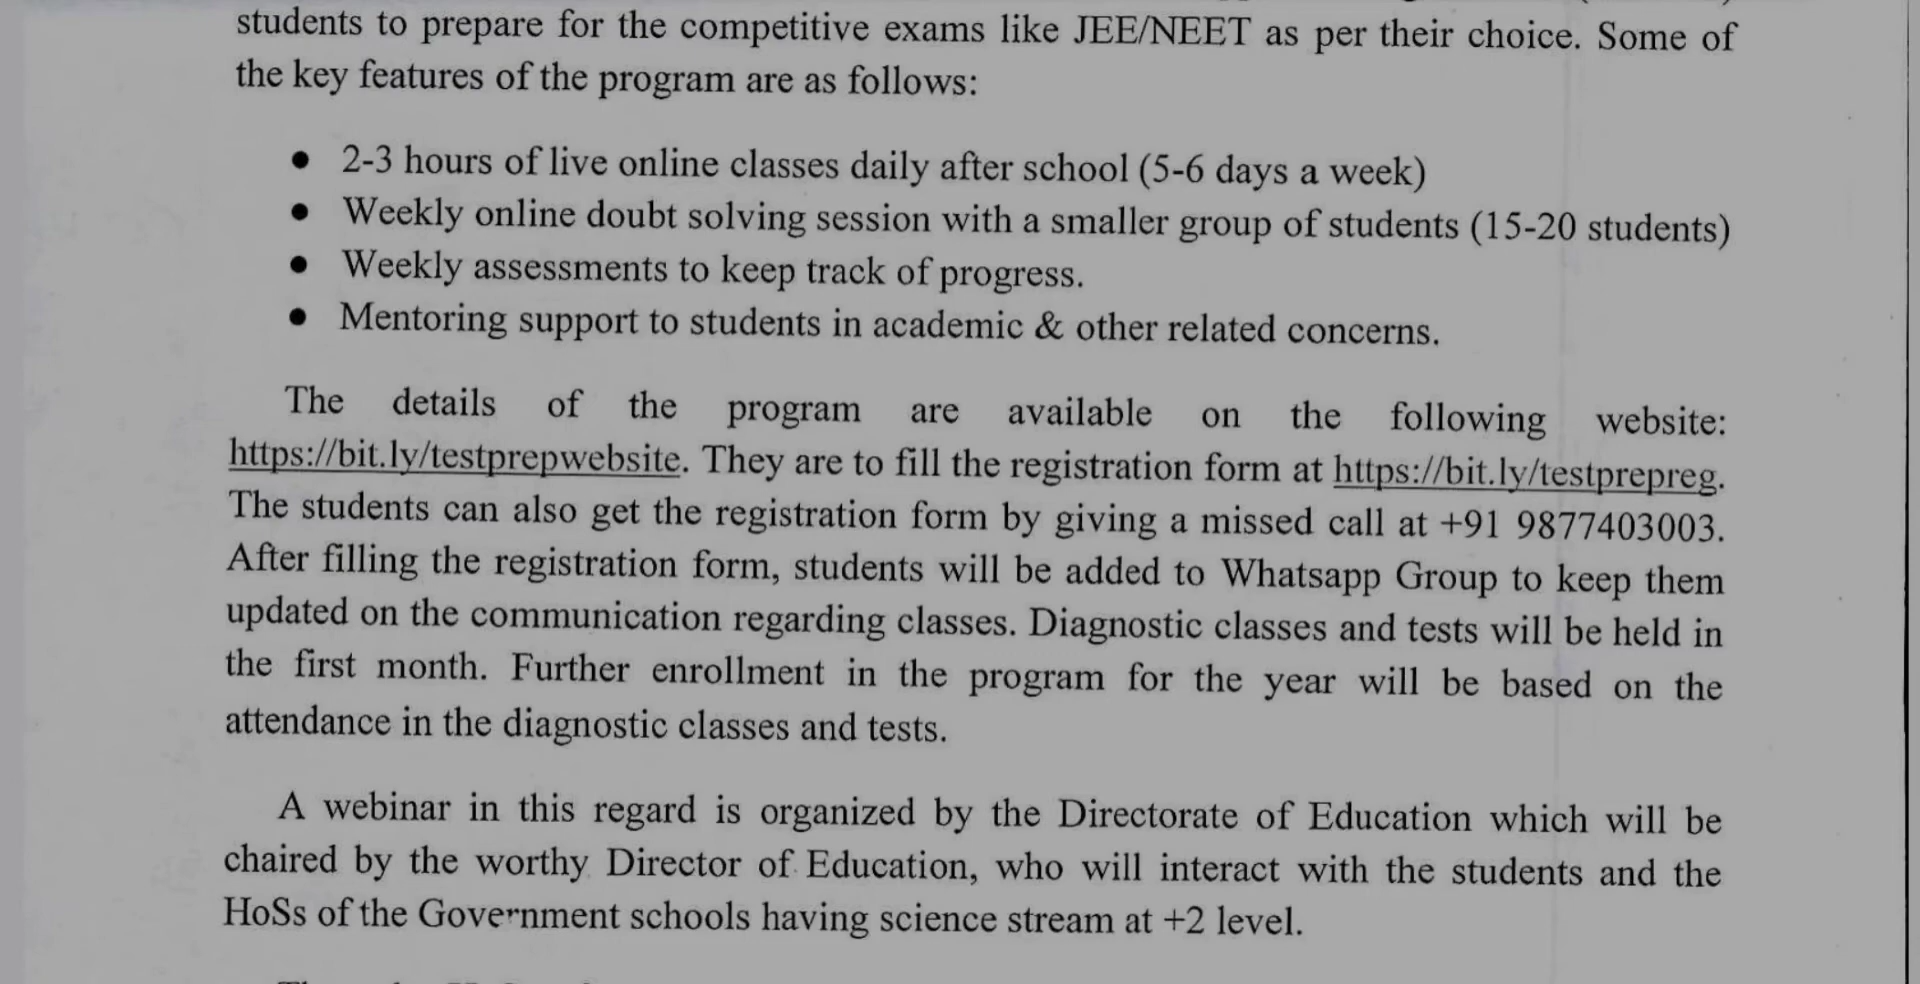 students to prepare for the competitive exams like JEE/NEET as per their choice. Some of
the key features of the program are as follows:
● 2-3 hours of live online classes daily after school (5-6 days a week)
● Weekly online doubt solving session with a smaller group of students (15-20 students)
● Weekly assessments to keep track of progress.
● Mentoring support to students in academic & other related concerns.
The details of the program are available on the following website:
https://bit.ly/testprepwebsite. They are to fill the registration form at https://bit.ly/testprepreg.
The students can also get the registration form by giving a missed call at +91 9877403003.
After filling the registration form, students will be added to Whatsapp Group to keep them
updated on the communication regarding classes. Diagnostic classes and tests will be held in
the first month. Further enrollment in the program for the year will be based on the
attendance in the diagnostic classes and tests.
A webinar in this regard is organized by the Directorate of Education which will be
chaired by the worthy Director of Education, who will interact with the students and the
HoSs of the Government schools having science stream at +2 level.